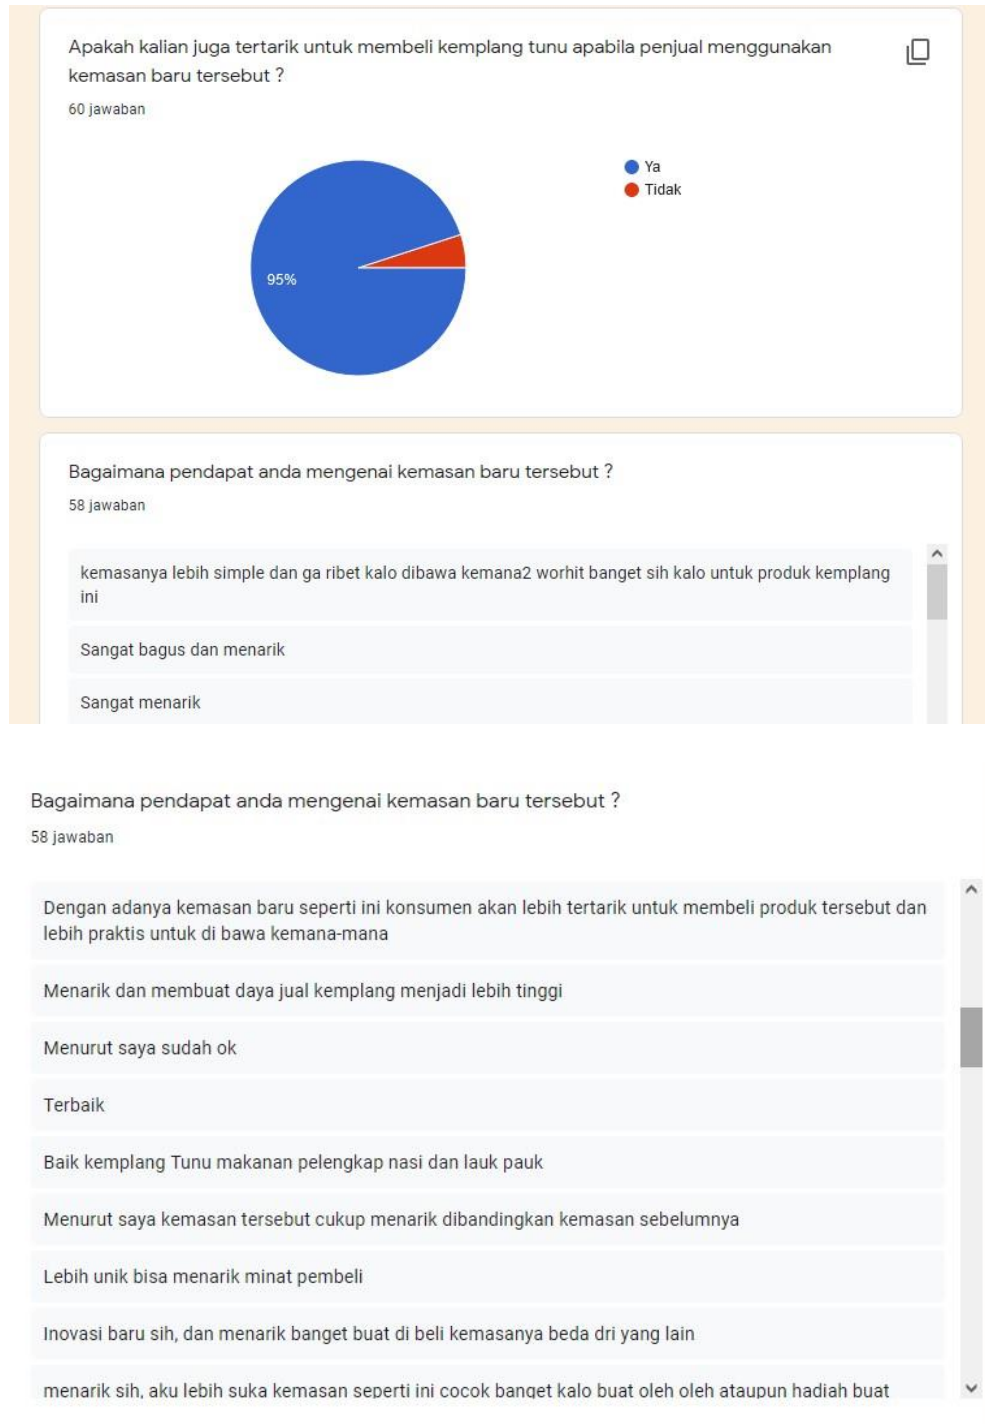 Apakah kalian juga tertarik untuk membeli kemplang tunu apabila penjual menggunakan
kemasan baru tersebut ?
60 jawaban
Ya
Tidak
95%
Bagaimana pendapat anda mengenai kemasan baru tersebut ?
58 jawaban
kemasanya lebih simple dan ga ribet kalo dibawa kemana2 worhit banget sih kalo untuk produk kemplang
ini
Sangat bagus dan menarik
Sangat menarik
Bagaimana pendapat anda mengenai kemasan baru tersebut ?
58 jawaban
Dengan adanya kemasan baru seperti ini konsumen akan lebih tertarik untuk membeli produk tersebut dan
lebih praktis untuk di bawa kemana-mana
Menarik dan membuat daya jual kemplang menjadi lebih tinggi
Menurut saya sudah ok
Terbaik
Baik kemplang Tunu makanan pelengkap nasi dan lauk pauk
Menurut saya kemasan tersebut cukup menarik dibandingkan kemasan sebelumnya
Lebih unik bisa menarik minat pembeli
Inovasi baru sih, dan menarik banget buat di beli kemasanya beda dri yang lain
menarik sih, aku lebih suka kemasan seperti ini cocok banget kalo buat oleh oleh ataupun hadiah buat